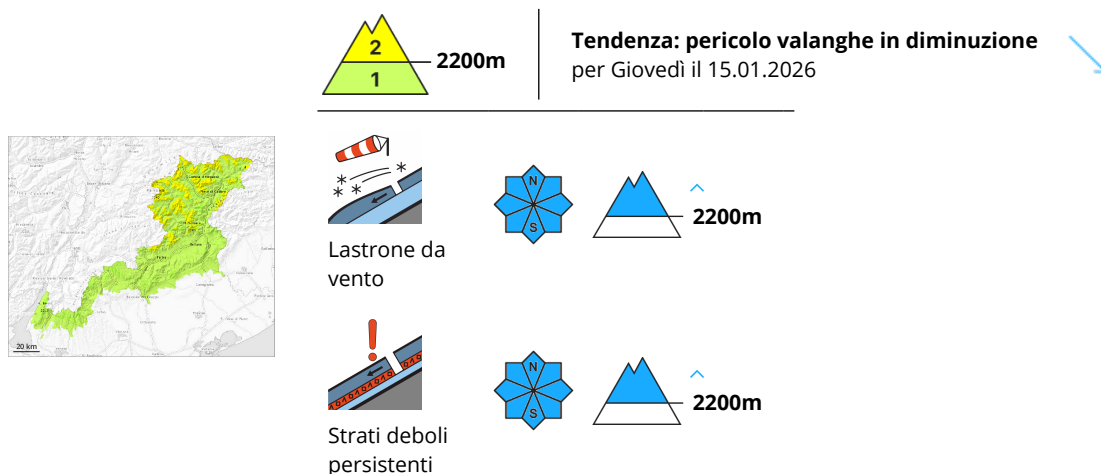 2
1
2200m
Tendenza: pericolo valanghe in diminuzione
per Giovedì il 15.01.2026
20 km
N
S
2200m
Lastrone da
vento
N
S
2200m
Strati deboli
persistenti